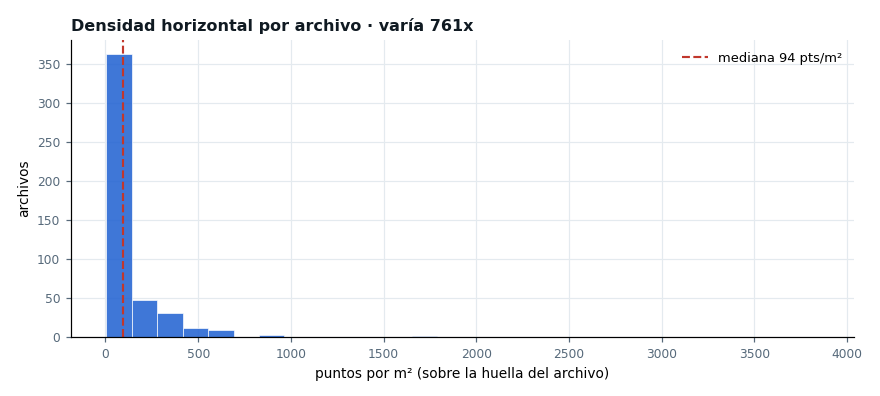 Densidad horizontal por archivo · varía 761x
mediana 94 pts/m²
350
300
250
200
150
100
50
0
archivos
0 500 1000 1500 2000 2500 3000 3500 4000
puntos por m² (sobre la huella del archivo)